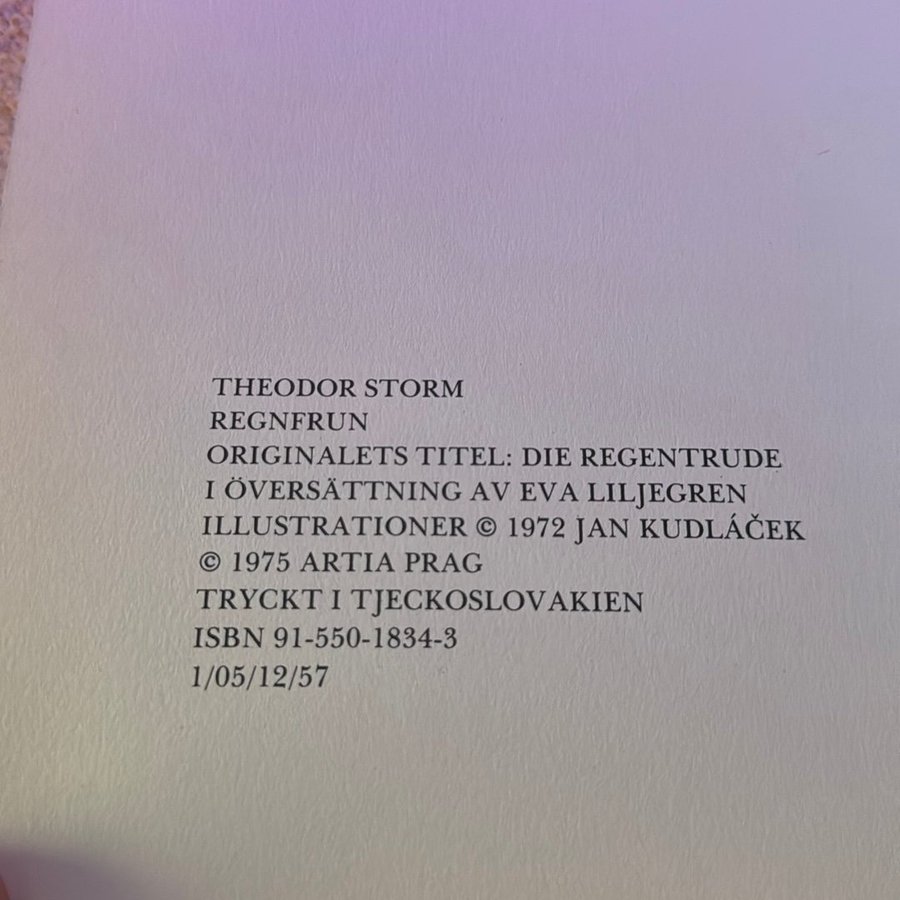 THEODOR STORM
REGNFRUN
ORIGINALETS TITEL: DIE REGENTRUDE
I ÖVERSÄTTNING AV EVA LILJEGREN
ILLUSTRATIONER © 1972 JAN KUDLÁČEK
© 1975 ARTIA PRAG
TRYCKT I TJECKOSLOVAKIEN
ISBN 91-550-1834-3
1/05/12/57